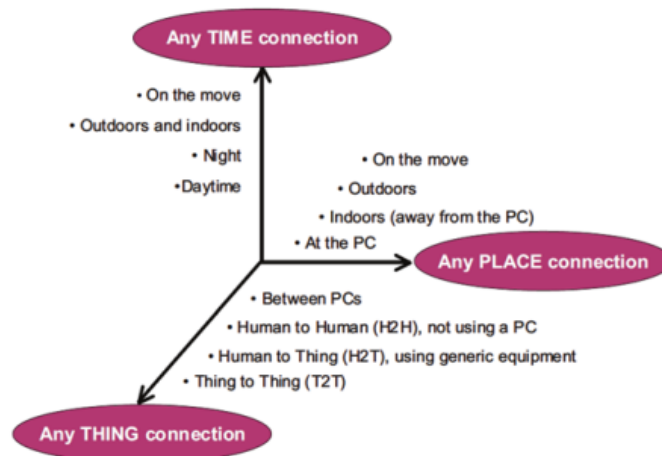 Any TIME connection
• On the move
• Outdoors and indoors
• Night
•Daytime
• On the move
• Outdoors
• Indoors (away from the PC)
• At the PC
Any PLACE connection
• Between PCs
• Human to Human (H2H), not using a PC
• Human to Thing (H2T), using generic equipment
• Thing to Thing (T2T)
Any THING connection